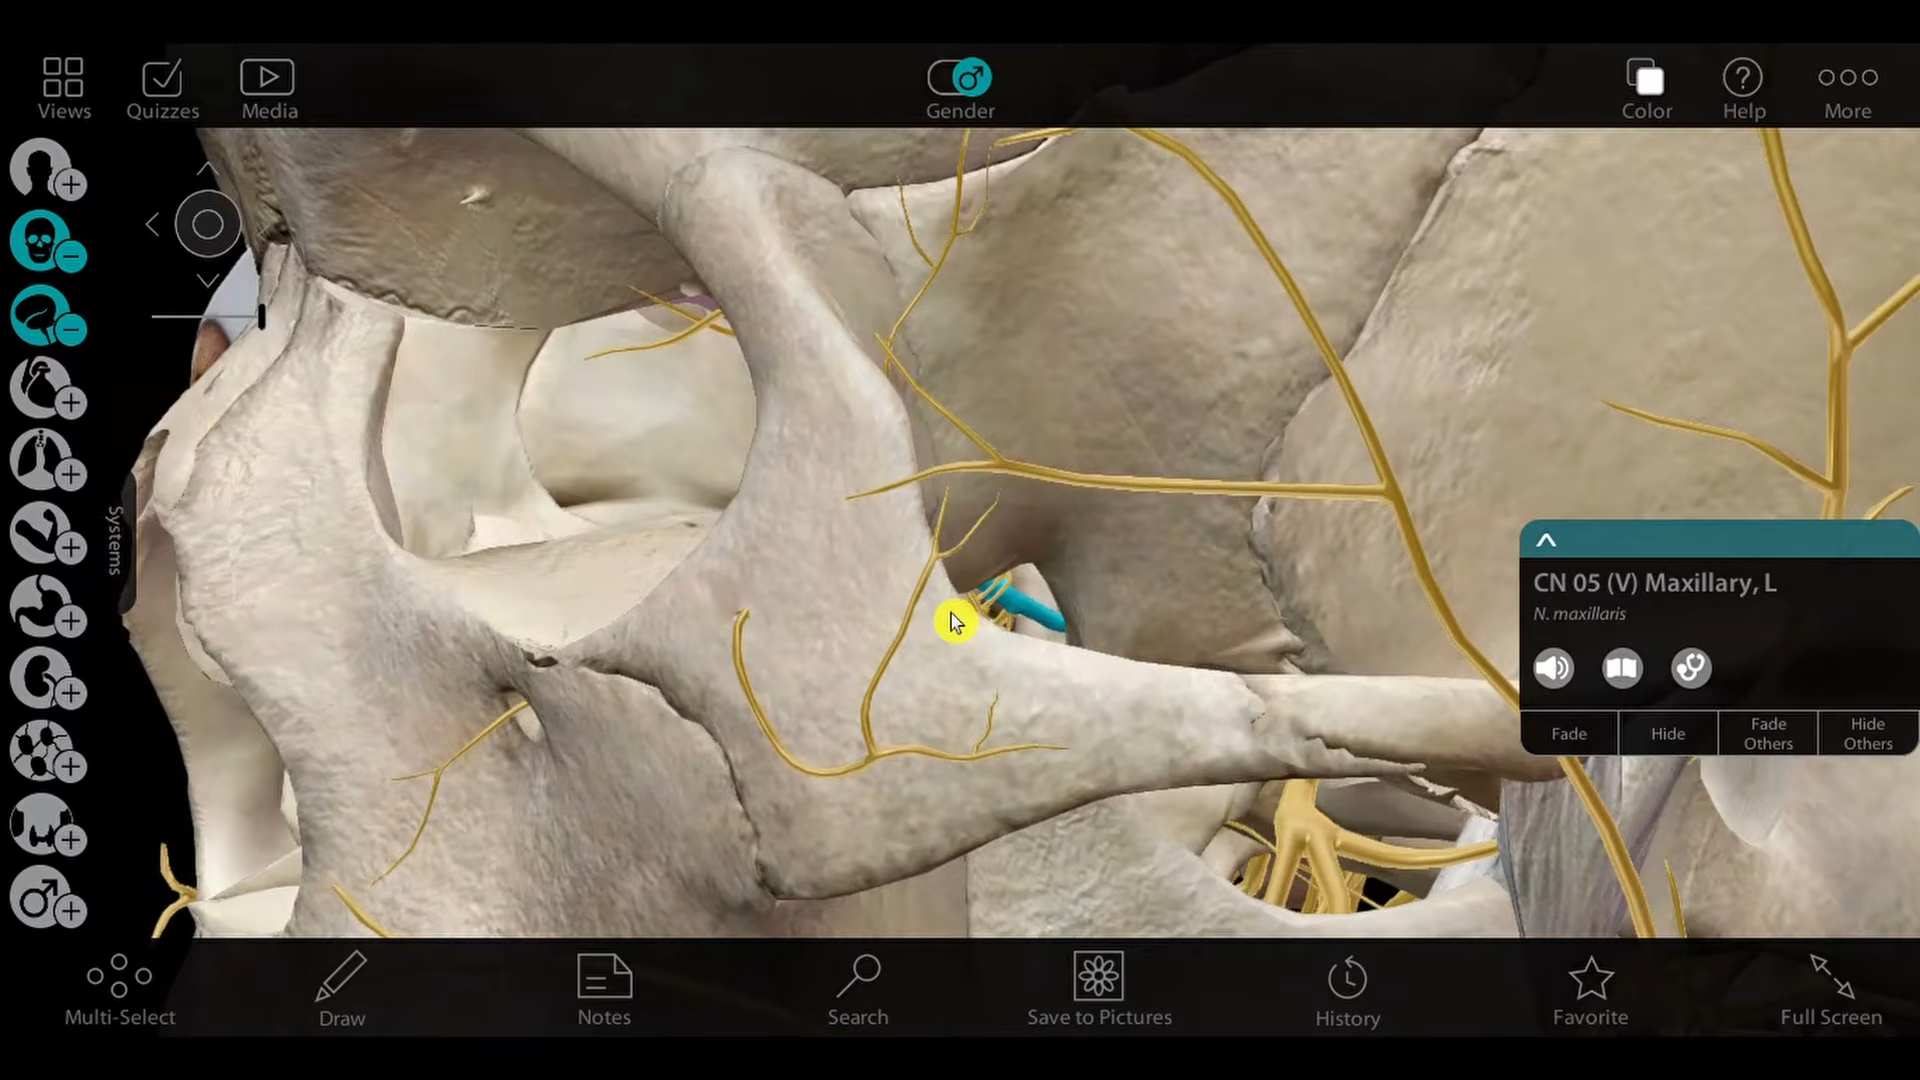 Views
Quizzes
Media
Gender
Color
Help
More
Systems
CN 05 (V) Maxillary, L
N. maxillaris
Fade
Hide
Fade
Others
Hide
Others
Multi-Select
Draw
Notes
Search
Save to Pictures
History
Favorite
Full Screen